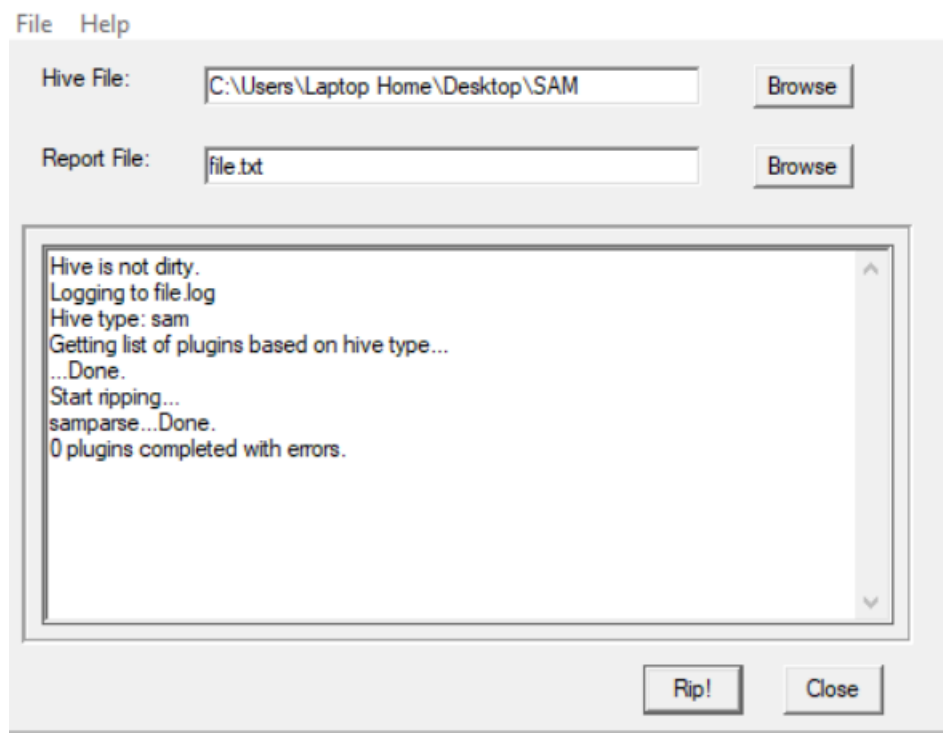 File Help
Hive File: C:\Users\Laptop Home\Desktop\SAM Browse
Report File: file.txt Browse
Hive is not dirty.
Logging to file.log
Hive type: sam
Getting list of plugins based on hive type...
...Done.
Start ripping...
samparse...Done.
0 plugins completed with errors.
Rip! Close